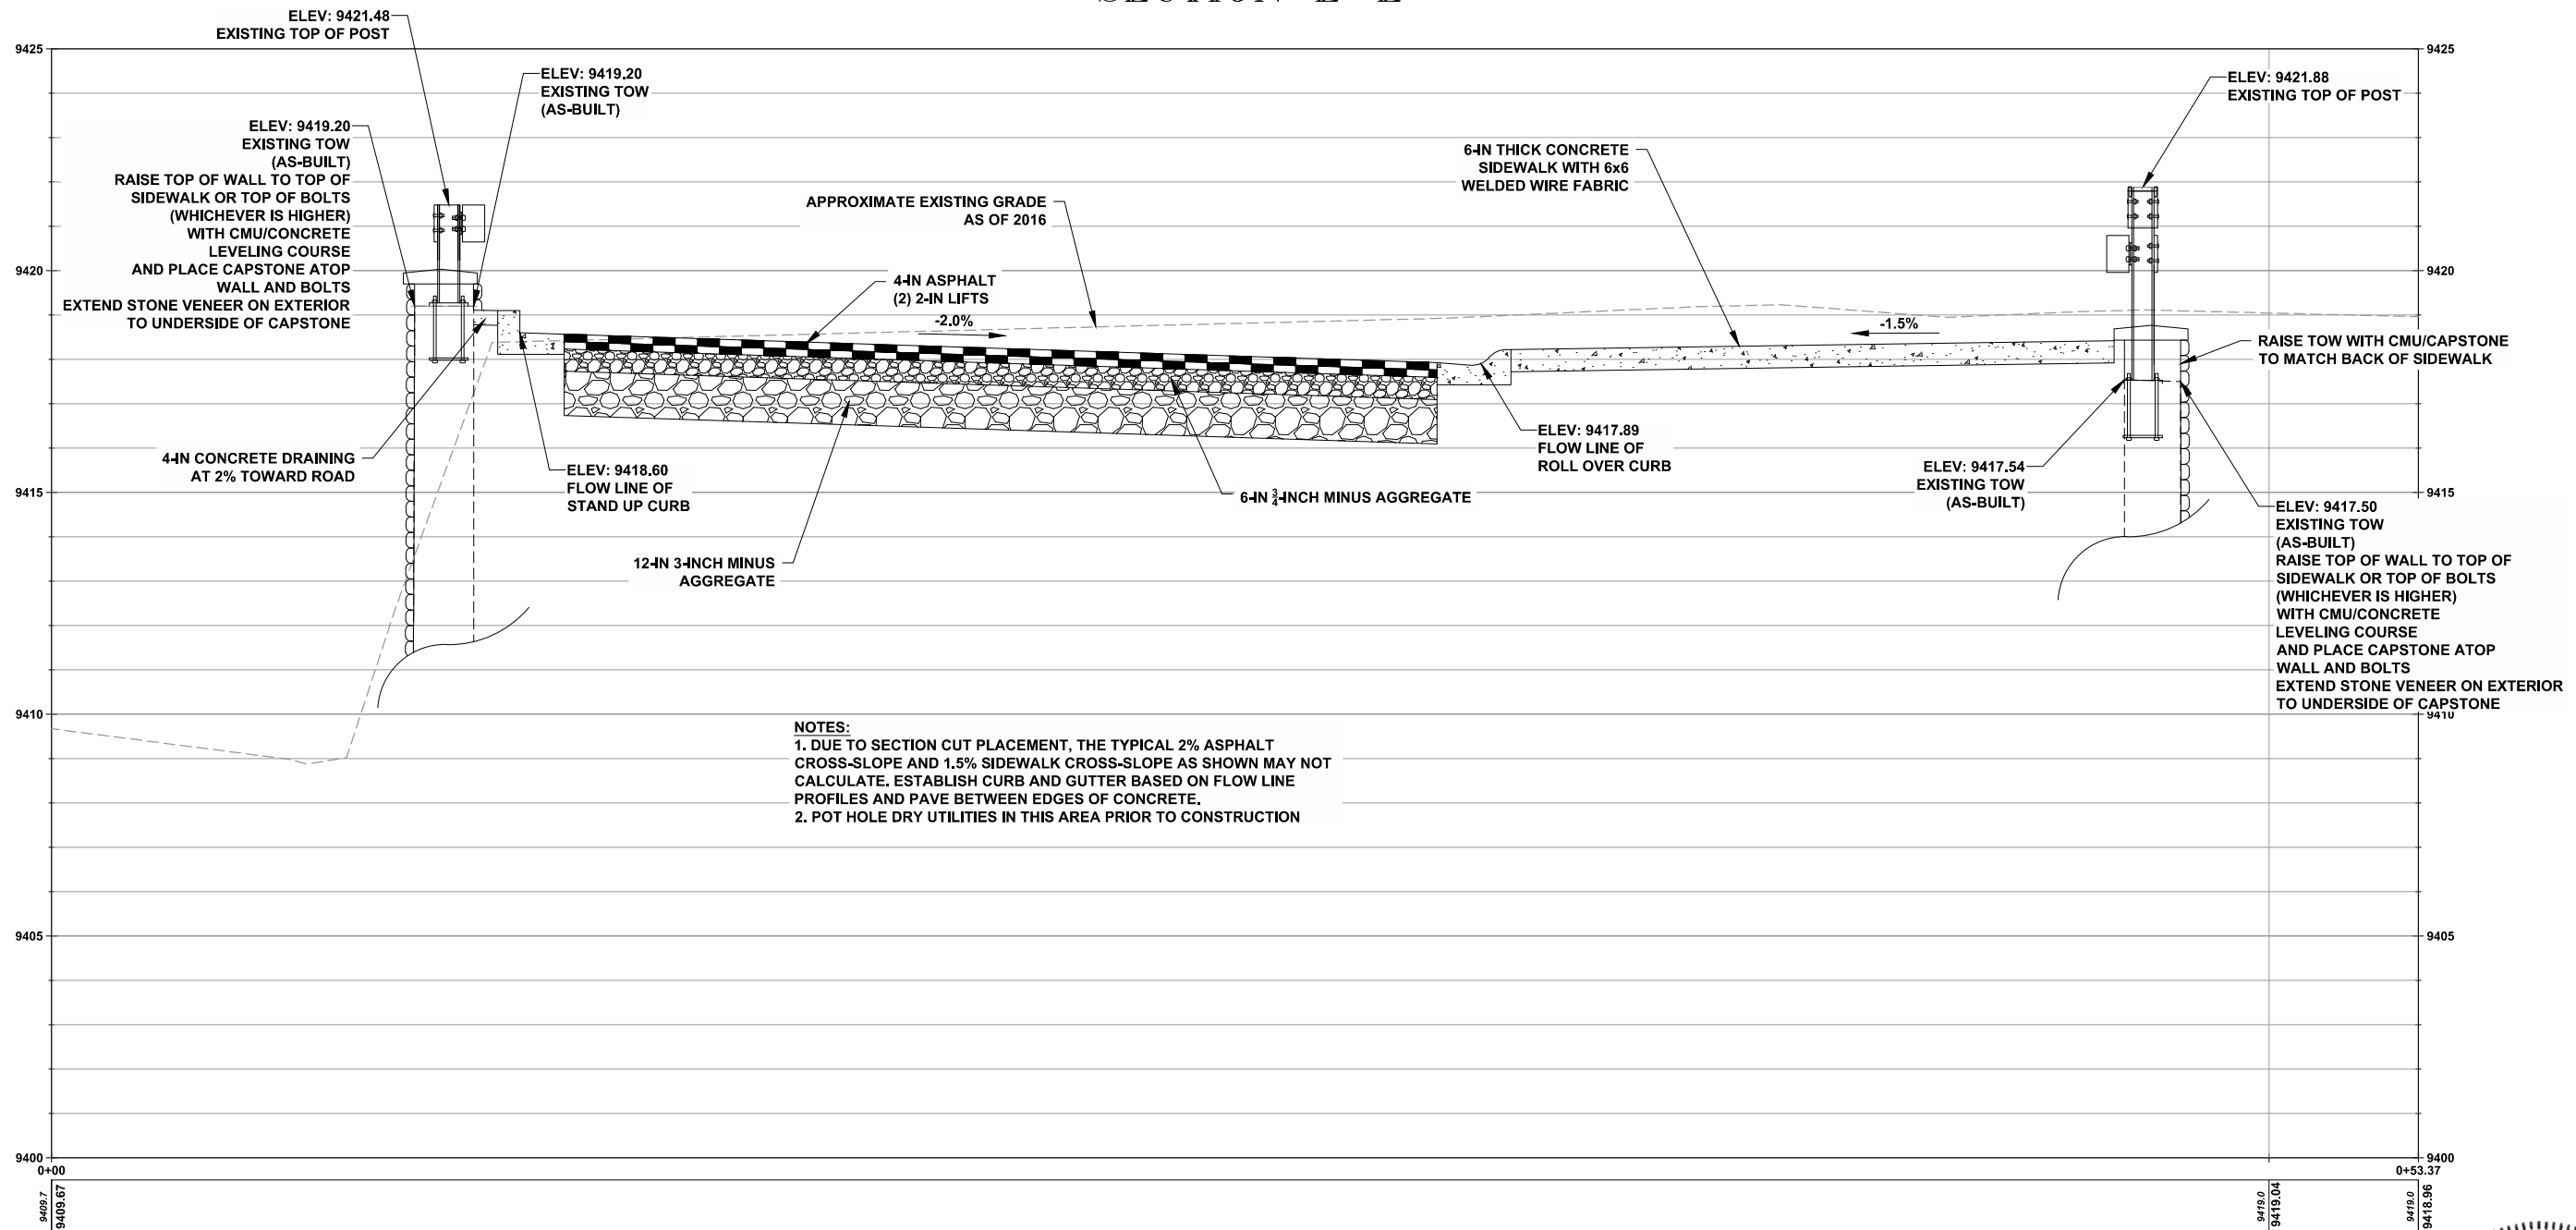 ELEV: 9421.48
EXISTING TOP OF POST
9425
9425
ELEV: 9419.20
EXISTING TOW
(AS-BUILT)
ELEV: 9421.88
EXISTING TOP OF POST
ELEV: 9419.20
EXISTING TOW
(AS-BUILT)
RAISE TOP OF WALL TO TOP OF
SIDEWALK OR TOP OF BOLTS
(WHICHEVER IS HIGHER)
WITH CMU/CONCRETE
LEVELING COURSE
AND PLACE CAPSTONE ATOP
WALL AND BOLTS
EXTEND STONE VENEER ON EXTERIOR
TO UNDERSIDE OF CAPSTONE
6-IN THICK CONCRETE
SIDEWALK WITH 6x6
WELDED WIRE FABRIC
APPROXIMATE EXISTING GRADE
AS OF 2016
9420
9420
4-IN ASPHALT
(2) 2-IN LIFTS
-2.0%
-1.5%
RAISE TOW WITH CMU/CAPSTONE
TO MATCH BACK OF SIDEWALK
4-IN CONCRETE DRAINING
AT 2% TOWARD ROAD
ELEV: 9418.60
FLOW LINE OF
STAND UP CURB
ELEV: 9417.89
FLOW LINE OF
ROLL OVER CURB
6-IN 3/4-INCH MINUS AGGREGATE
ELEV: 9417.54
EXISTING TOW
(AS-BUILT)
9415
9415
ELEV: 9417.50
EXISTING TOW
(AS-BUILT)
RAISE TOP OF WALL TO TOP OF
SIDEWALK OR TOP OF BOLTS
(WHICHEVER IS HIGHER)
WITH CMU/CONCRETE
LEVELING COURSE
AND PLACE CAPSTONE ATOP
WALL AND BOLTS
EXTEND STONE VENEER ON EXTERIOR
TO UNDERSIDE OF CAPSTONE
12-IN 3-INCH MINUS
AGGREGATE
9410
9410
NOTES:
1. DUE TO SECTION CUT PLACEMENT, THE TYPICAL 2% ASPHALT
CROSS-SLOPE AND 1.5% SIDEWALK CROSS-SLOPE AS SHOWN MAY NOT
CALCULATE. ESTABLISH CURB AND GUTTER BASED ON FLOW LINE
PROFILES AND PAVE BETWEEN EDGES OF CONCRETE.
2. POT HOLE DRY UTILITIES IN THIS AREA PRIOR TO CONSTRUCTION
9405
9405
9400
9400
0+00
0+53.37
9409.7
9409.67
9419.0
9419.04
9419.0
9418.96